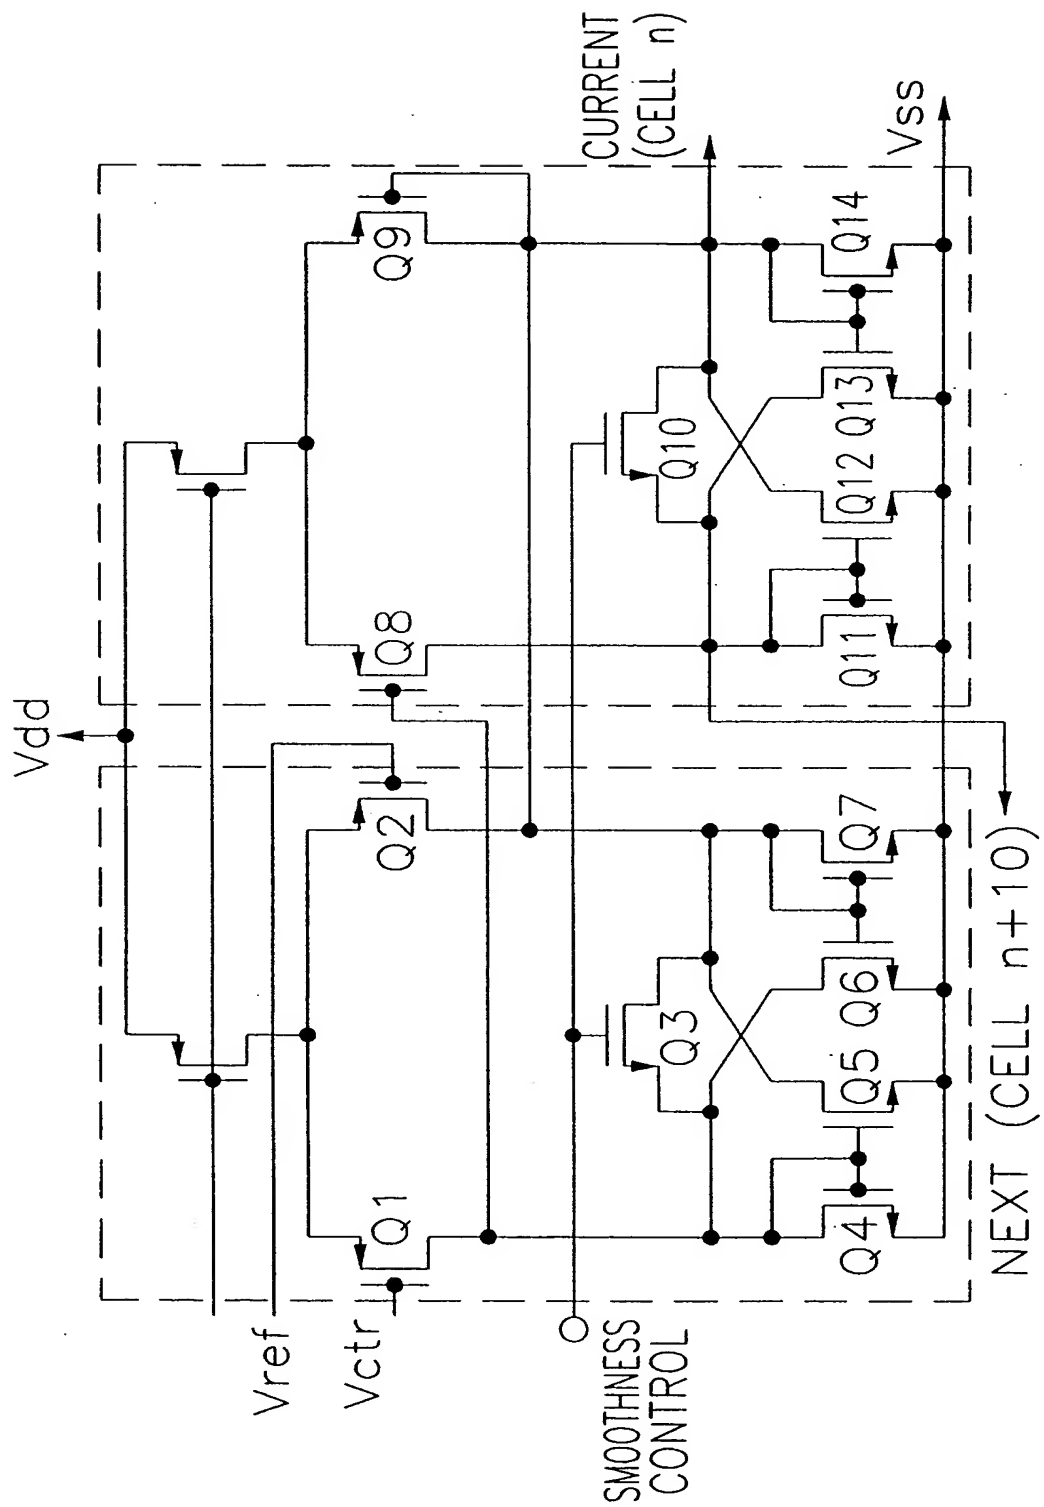 Vdd
Vss
CURRENT
(CELL n)
Vref
Vctr
SMOOTHNESS
CONTROL
Q1
Q2
Q8
Q9
Q3
Q10
Q4
Q5
Q6
Q7
Q11
Q12
Q13
Q14
NEXT (CELL n+10)